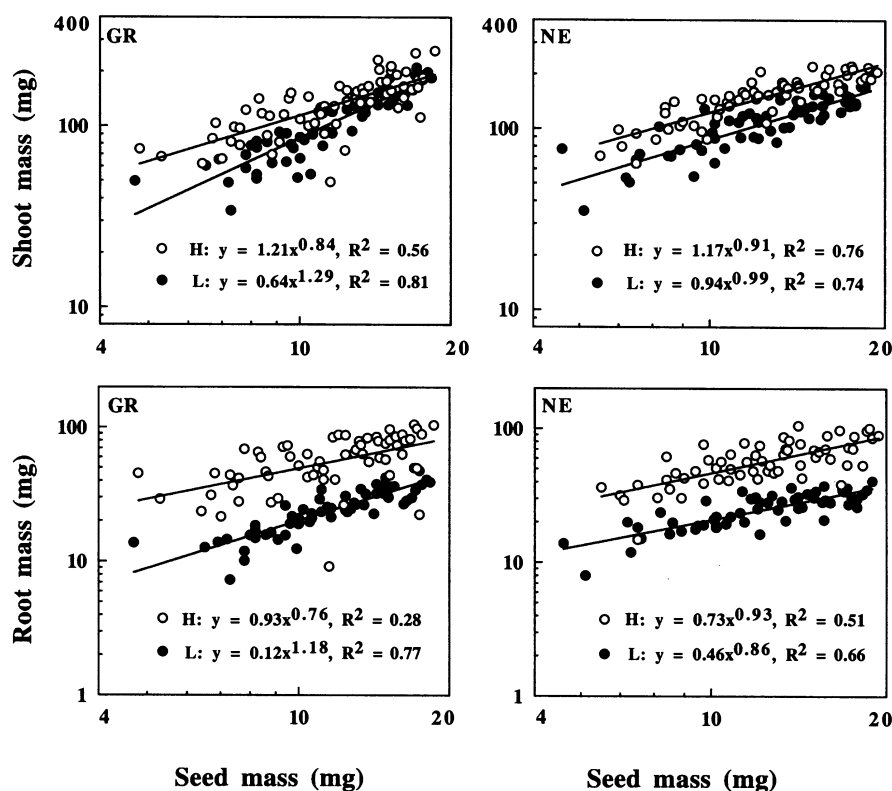 400
GR
100
10
4
10
20
Shoot mass (mg)
H: y = 1.21x^0.84, R^2 = 0.56
L: y = 0.64x^1.29, R^2 = 0.81
400
NE
100
10
4
10
20
H: y = 1.17x^0.91, R^2 = 0.76
L: y = 0.94x^0.99, R^2 = 0.74
GR
100
10
1
4
10
20
Root mass (mg)
H: y = 0.93x^0.76, R^2 = 0.28
L: y = 0.12x^1.18, R^2 = 0.77
Seed mass (mg)
NE
100
10
1
4
10
20
H: y = 0.73x^0.93, R^2 = 0.51
L: y = 0.46x^0.86, R^2 = 0.66
Seed mass (mg)